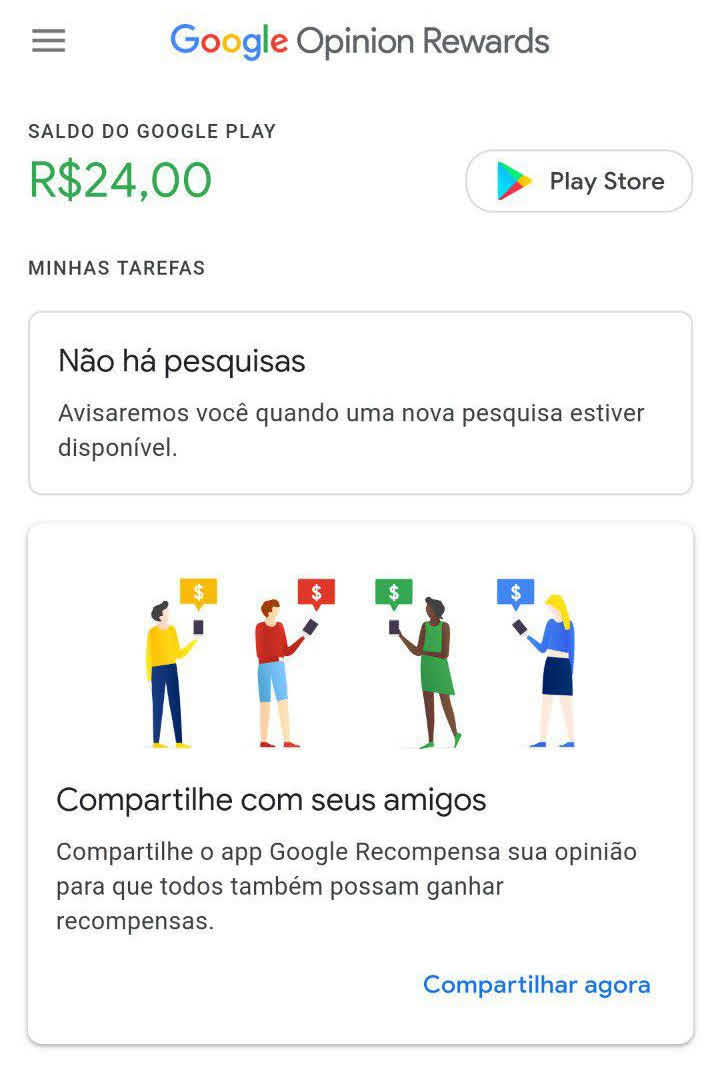 Google Opinion Rewards
SALDO DO GOOGLE PLAY
R$24,00
Play Store
MINHAS TAREFAS
Não há pesquisas
Avisaremos você quando uma nova pesquisa estiver
disponível.
$ $ $ $
Compartilhe com seus amigos
Compartilhe o app Google Recompensa sua opinião
para que todos também possam ganhar
recompensas.
Compartilhar agora